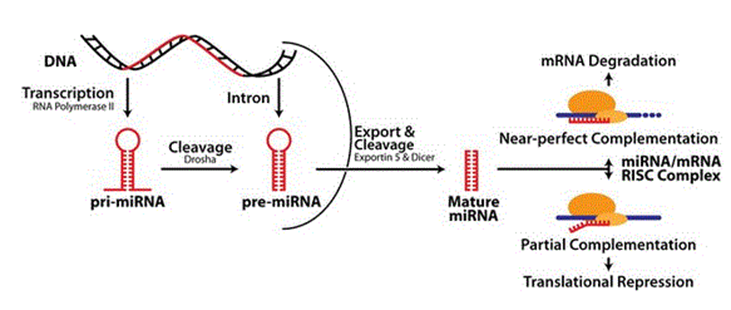 DNA
Transcription
RNA Polymerase II
Intron
pri-miRNA
Cleavage
Drosha
pre-miRNA
Export &
Cleavage
Exportin 5 & Dicer
Mature
miRNA
mRNA Degradation
Near-perfect Complementation
miRNA/mRNA
RISC Complex
Partial Complementation
Translational Repression